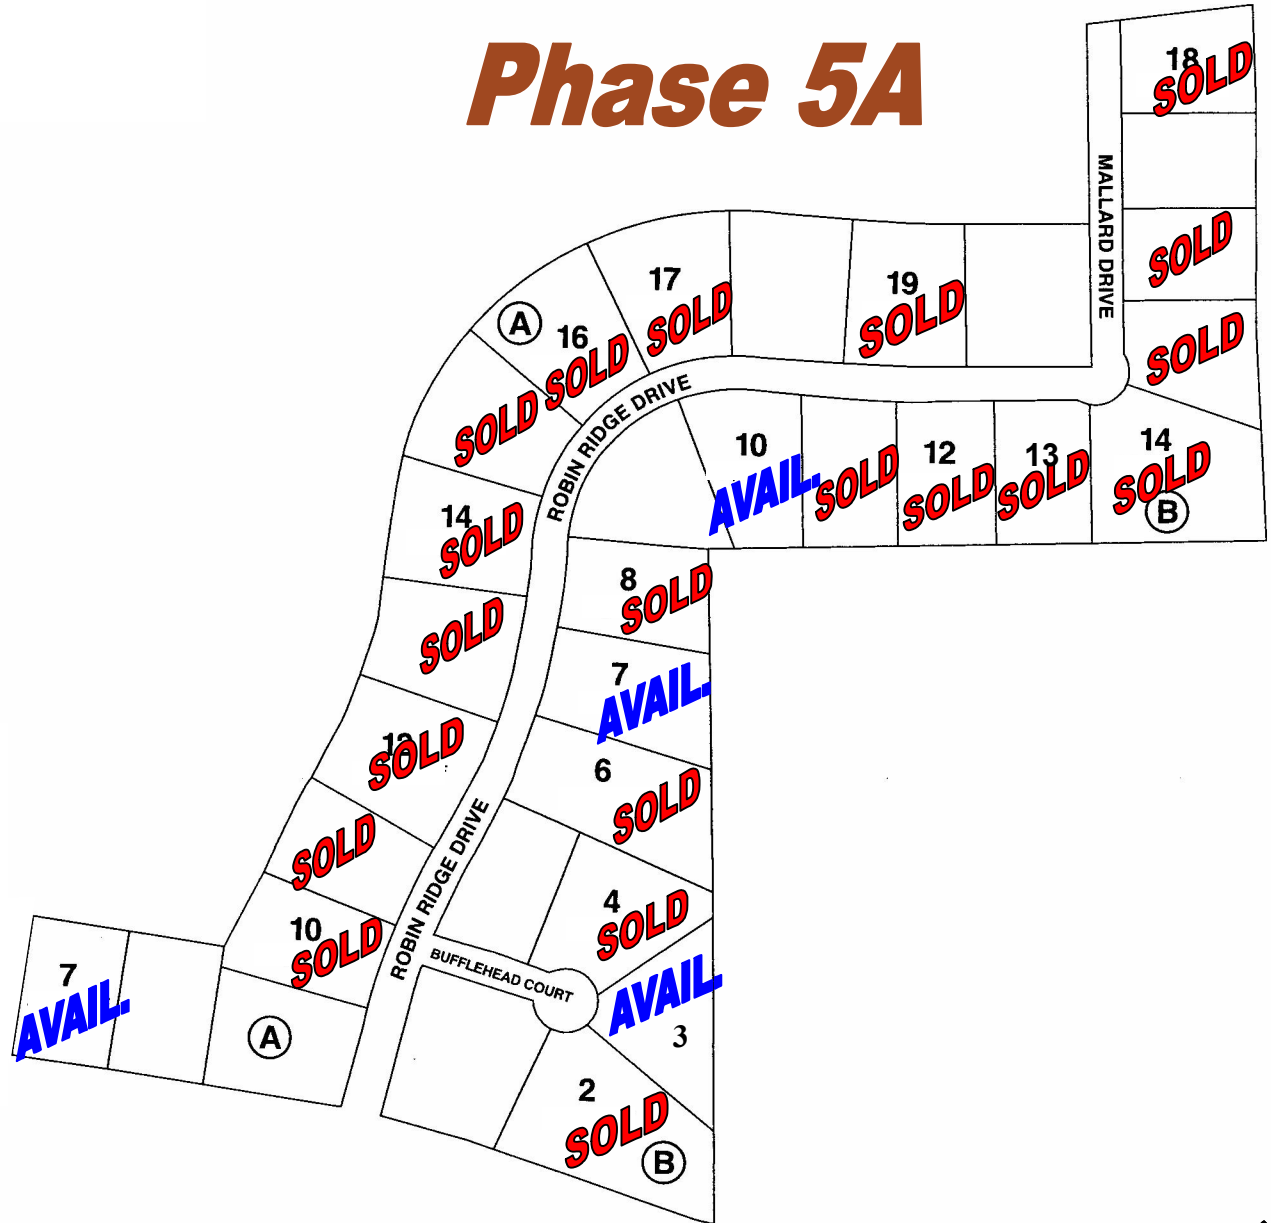 Phase 5A
18
SOLD
MALLARD DRIVE
SOLD
SOLD
17
SOLD
19
SOLD
A
16
SOLD
SOLD
ROBIN RIDGE DRIVE
10
AVAIL.
SOLD
12
SOLD
13
SOLD
14
SOLD
B
14
SOLD
8
SOLD
SOLD
7
AVAIL.
12
SOLD
6
SOLD
SOLD
ROBIN RIDGE DRIVE
4
SOLD
10
SOLD
BUFFLEHEAD COURT
7
AVAIL.
AVAIL.
3
A
2
SOLD
B